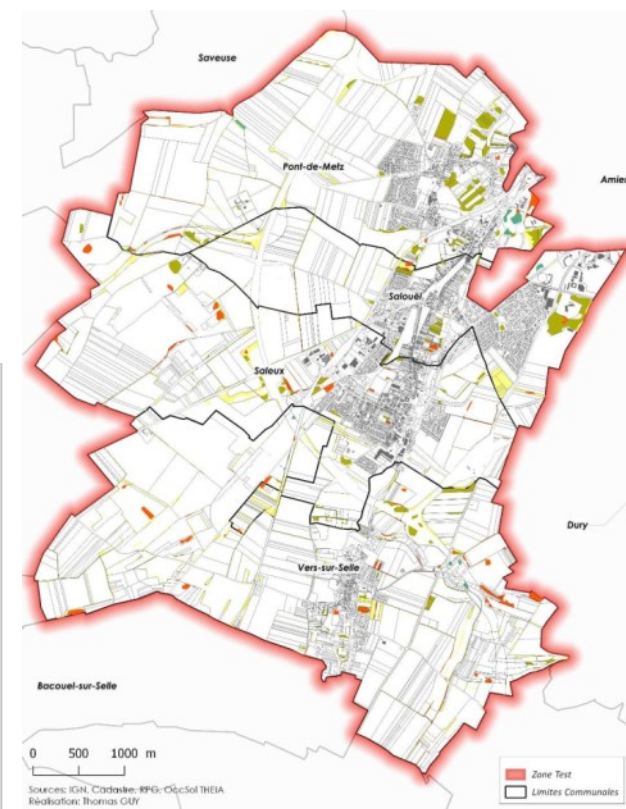 Saveuse
Pont-de-Metz
Amie
Salouël
Saleux
Dury
Vers-sur-Selle
Bacouel-sur-Selle
0 500 1000 m
Sources: IGN, Cadastre, RPG, OccSol THEIA
Réalisation: Thomas GUY
Zone Test
Limites Communales